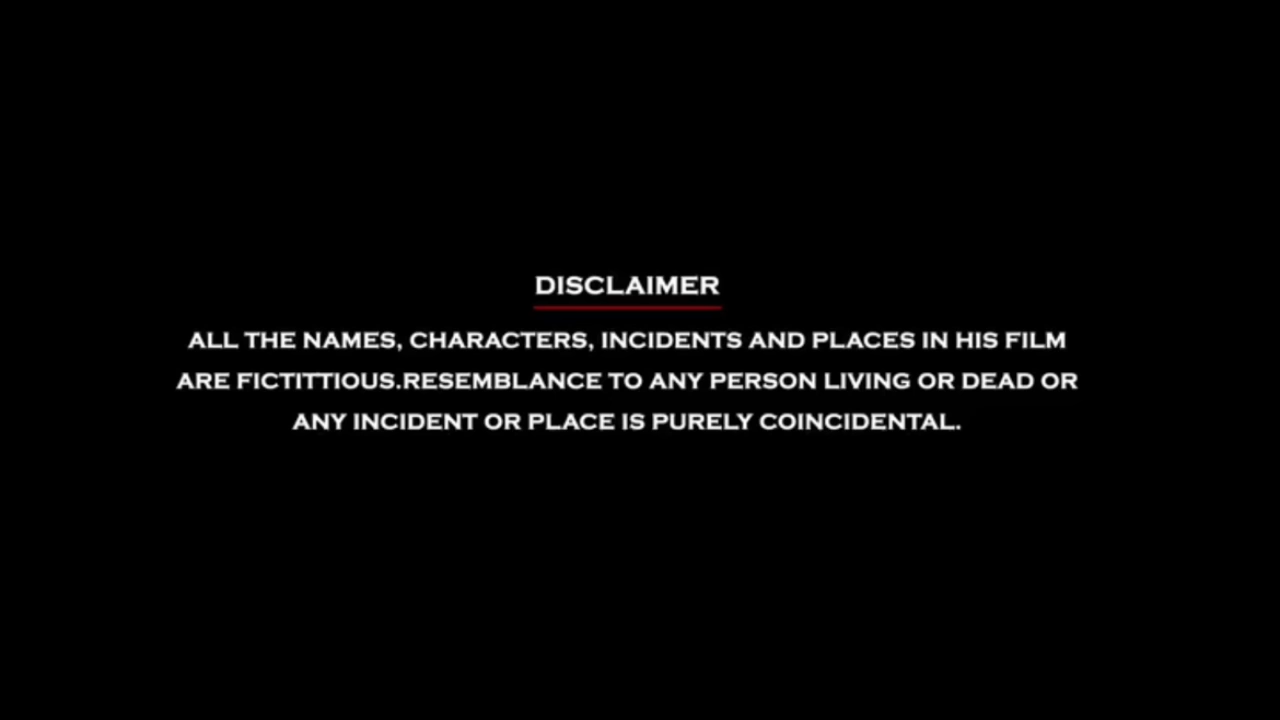 DISCLAIMER
ALL THE NAMES, CHARACTERS, INCIDENTS AND PLACES IN HIS FILM
ARE FICTITTIOUS.RESEMBLANCE TO ANY PERSON LIVING OR DEAD OR
ANY INCIDENT OR PLACE IS PURELY COINCIDENTAL.